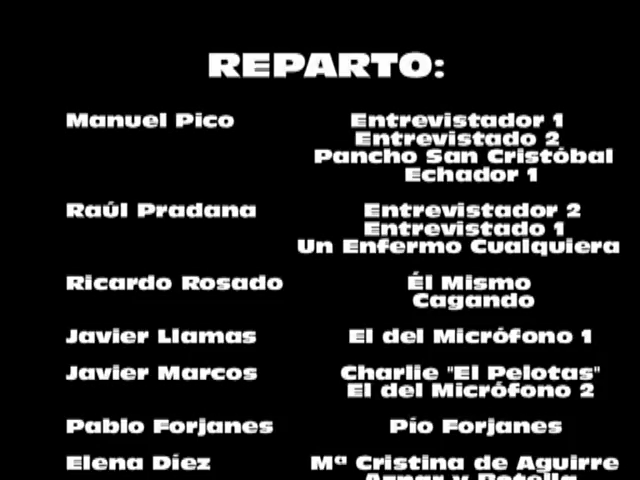 REPARTO:
Manuel Pico Entrevistador 1
Entrevistado 2
Pancho San Cristóbal
Echador 1
Raúl Pradana Entrevistador 2
Entrevistado 1
Un Enfermo Cualquiera
Ricardo Rosado Él Mismo
Cagando
Javier Llamas El del Micrófono 1
Javier Marcos Charlie "El Pelotas"
El del Micrófono 2
Pablo Forjanes Pío Forjanes
Elena Díez Mª Cristina de Aguirre
Aznar y Botella